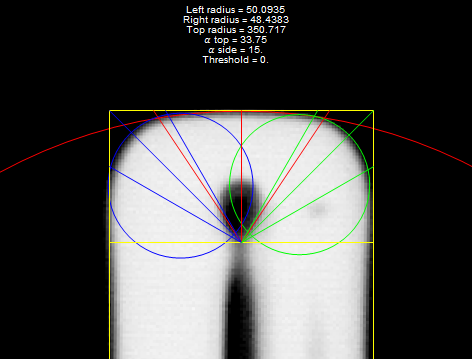 Left radius = 50.0935
Right radius = 48.4383
Top radius = 350.717
α top = 33.75
α side = 15.
Threshold = 0.